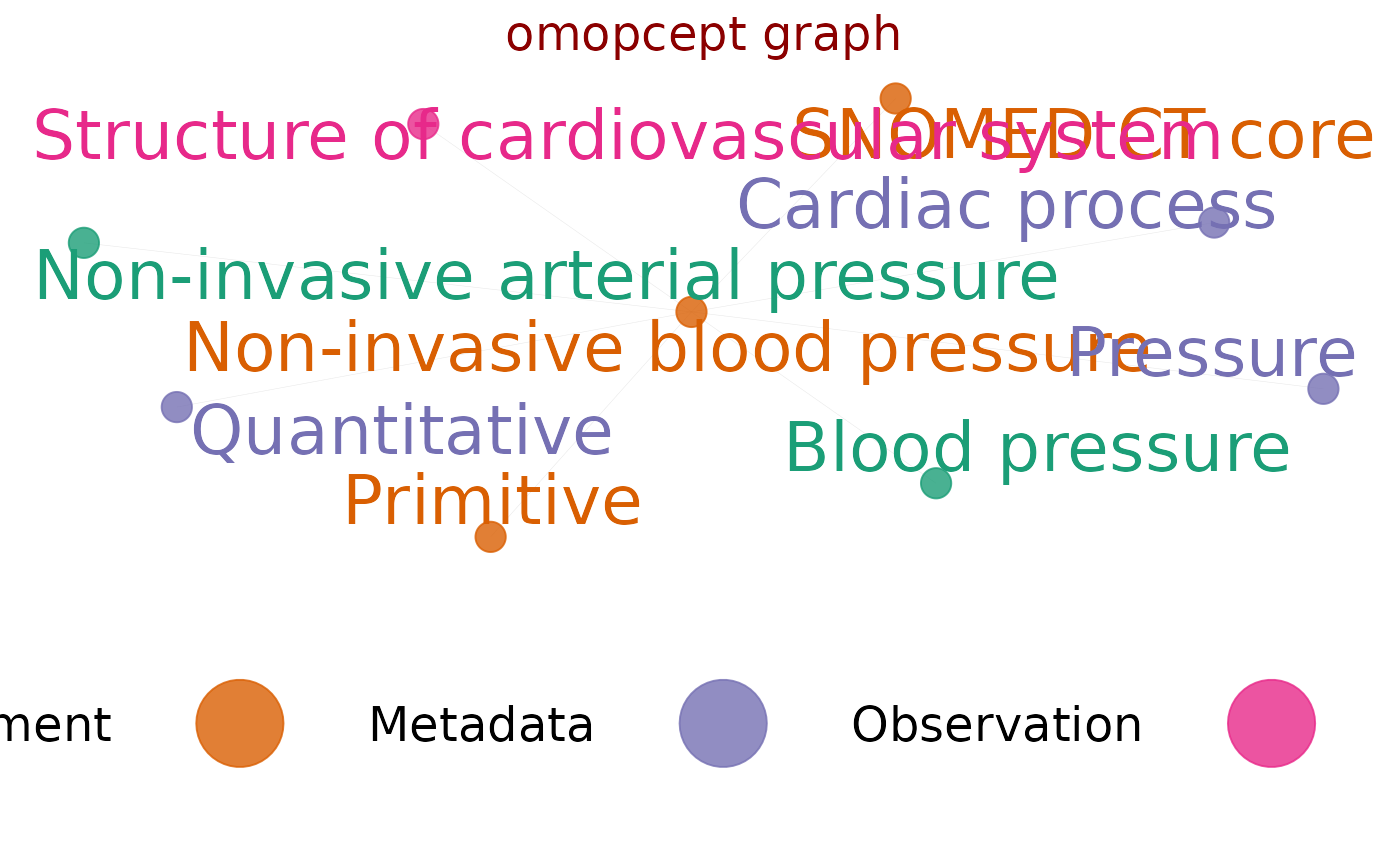 omopcept graph
Structure of cardiovascular system
SNOMED CT core
Cardiac process
Non-invasive arterial pressure
Non-invasive blood pressure
Pressure
Quantitative
Blood pressure
Primitive
ment
Metadata
Observation